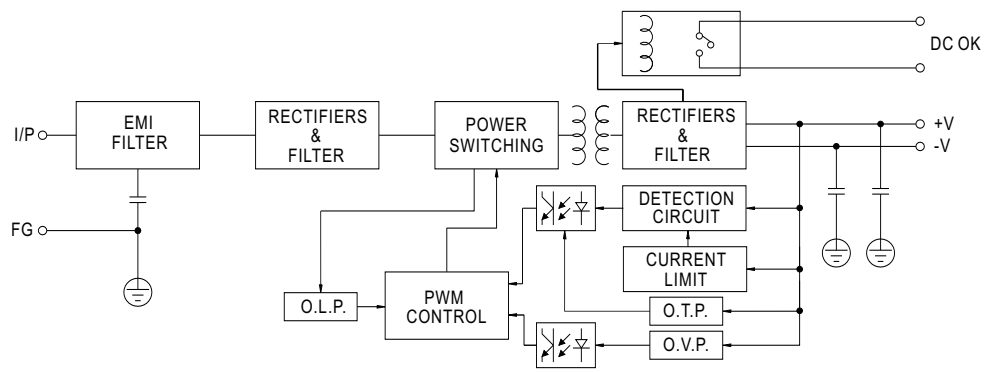 DC OK
I/P
EMI
FILTER
RECTIFIERS
&
FILTER
POWER
SWITCHING
RECTIFIERS
&
FILTER
+V
-V
FG
DETECTION
CIRCUIT
CURRENT
LIMIT
O.L.P.
PWM
CONTROL
O.T.P.
O.V.P.